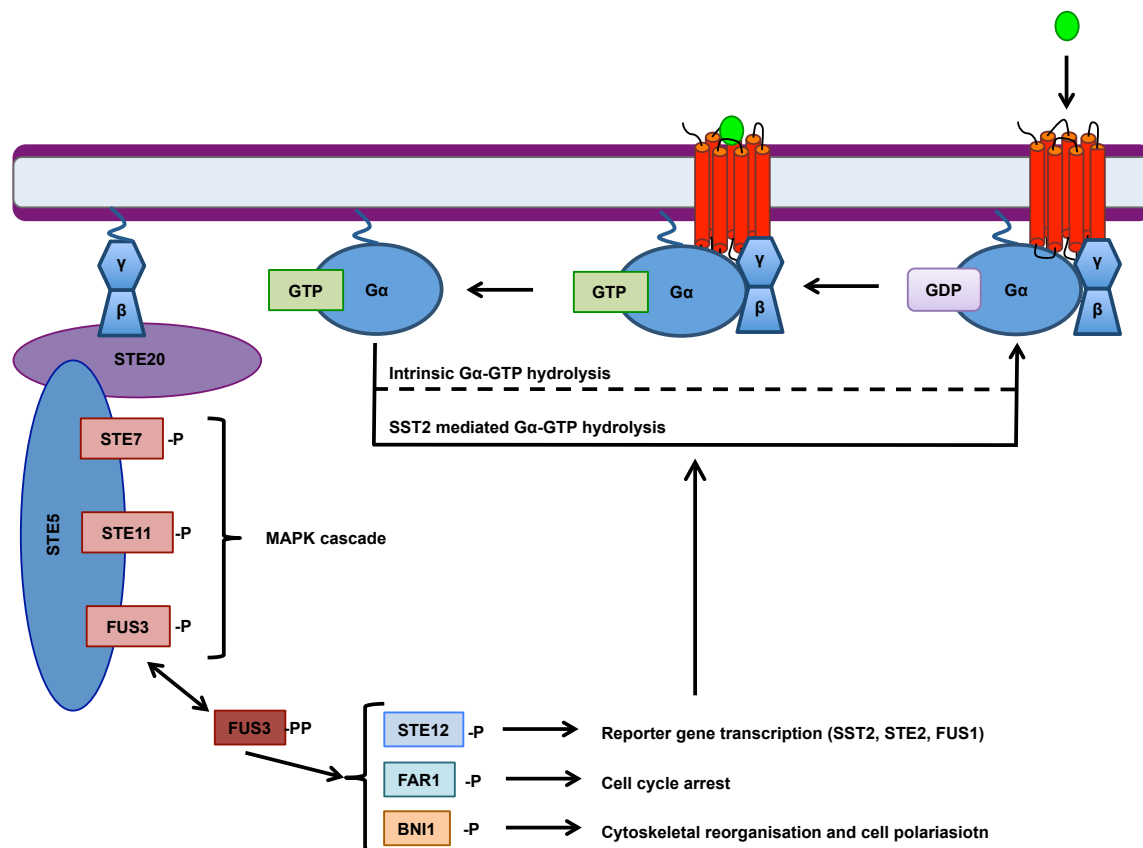 γ
β
STE20
GTP
Gα
GTP
Gα
γ
β
GDP
Gα
γ
β
Intrinsic Gα-GTP hydrolysis
SST2 mediated Gα-GTP hydrolysis
STE5
STE7 -P
STE11 -P
FUS3 -P
MAPK cascade
FUS3 -PP
STE12 -P
Reporter gene transcription (SST2, STE2, FUS1)
FAR1 -P
Cell cycle arrest
BNI1 -P
Cytoskeletal reorganisation and cell polariasiotn